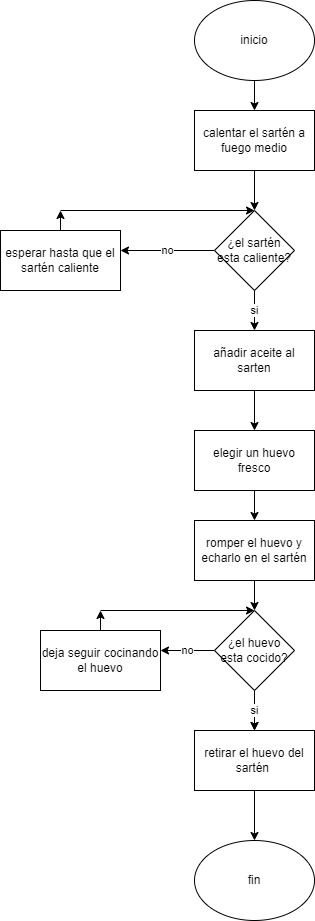 inicio
calentar el sartén a
fuego medio
¿el sartén
esta caliente?
no
esperar hasta que el
sartén caliente
si
añadir aceite al
sarten
elegir un huevo
fresco
romper el huevo y
echarlo en el sartén
¿el huevo
esta cocido?
no
deja seguir cocinando
el huevo
si
retirar el huevo del
sartén
fin